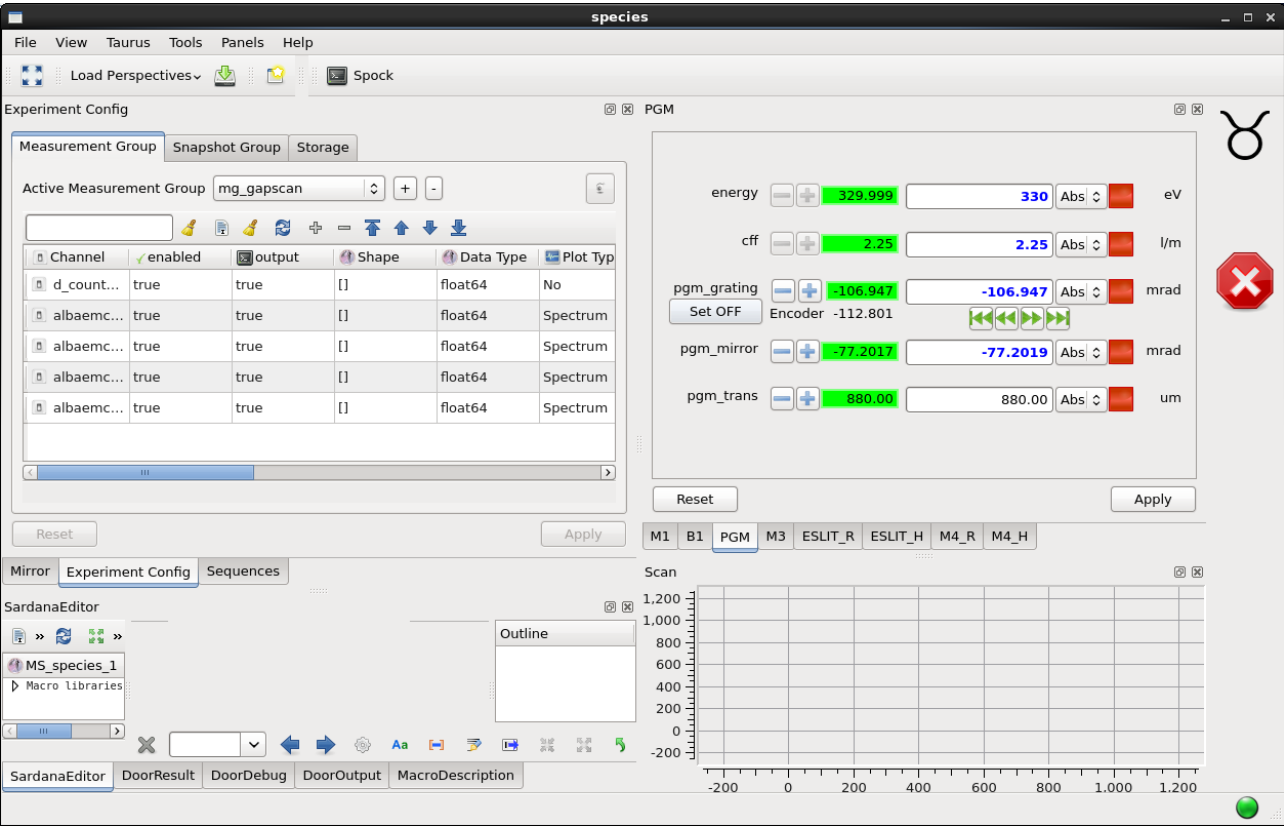 species
File View Taurus Tools Panels Help
Load Perspectives Spock
Experiment Config
Measurement Group Snapshot Group Storage
Active Measurement Group mg_gapscan + -
Channel enabled output Shape Data Type Plot Typ
d_count... true true [] float64 No
albaemc... true true [] float64 Spectrum
albaemc... true true [] float64 Spectrum
albaemc... true true [] float64 Spectrum
albaemc... true true [] float64 Spectrum
Reset Apply
Mirror Experiment Config Sequences
SardanaEditor
» »
MS_species_1
Macro libraries
Outline
Aa
SardanaEditor DoorResult DoorDebug DoorOutput MacroDescription
PGM
energy 329.999 330 Abs eV
cff 2.25 2.25 Abs l/m
pgm_grating -106.947 -106.947 Abs mrad
Set OFF Encoder -112.801
pgm_mirror -77.2017 -77.2019 Abs mrad
pgm_trans 880.00 880.00 Abs um
Reset Apply
M1 B1 PGM M3 ESLIT_R ESLIT_H M4_R M4_H
Scan
1,200
1,000
800
600
400
200
0
-200
-200 0 200 400 600 800 1.000 1.200